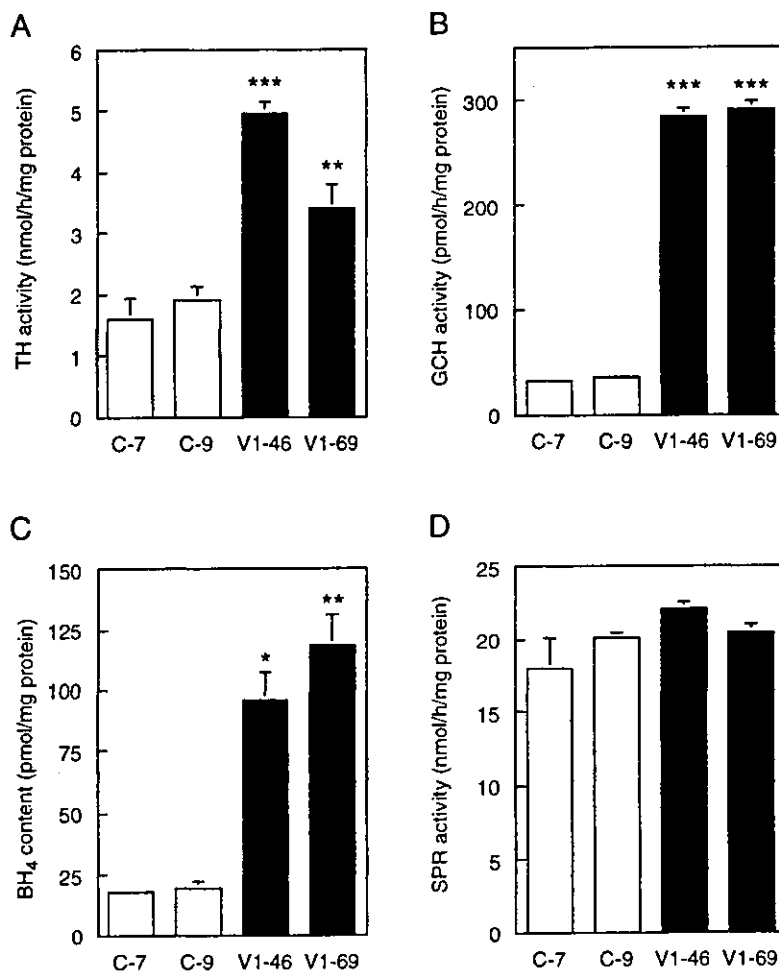 A
TH activity (nmol/h/mg protein)
6
5
4
3
2
1
0
***
**
C-7 C-9 V1-46 V1-69
B
GCH activity (pmol/h/mg protein)
300
200
100
0
*** ***
C-7 C-9 V1-46 V1-69
C
BH4 content (pmol/mg protein)
150
125
100
75
50
25
0
*
**
C-7 C-9 V1-46 V1-69
D
SPR activity (nmol/h/mg protein)
25
20
15
10
5
0
C-7 C-9 V1-46 V1-69